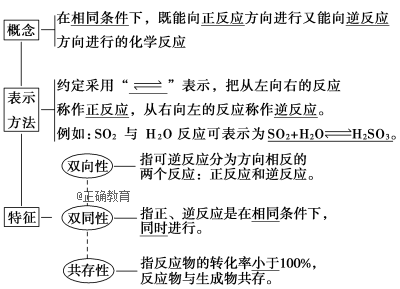 概念
在相同条件下，既能向正反应方向进行又能向逆反应
方向进行的化学反应
表示
方法
约定采用“⇌”表示，把从左向右的反应
称作正反应，从右向左的反应称作逆反应。
例如:SO₂ 与 H₂O 反应可表示为SO₂+H₂O⇌H₂SO₃。
特征
双向性
指可逆反应分为方向相反的
两个反应：正反应和逆反应。
@正确教育
双同性
指正、逆反应是在相同条件下，
同时进行。
共存性
指反应物的转化率小于100%，
反应物与生成物共存。